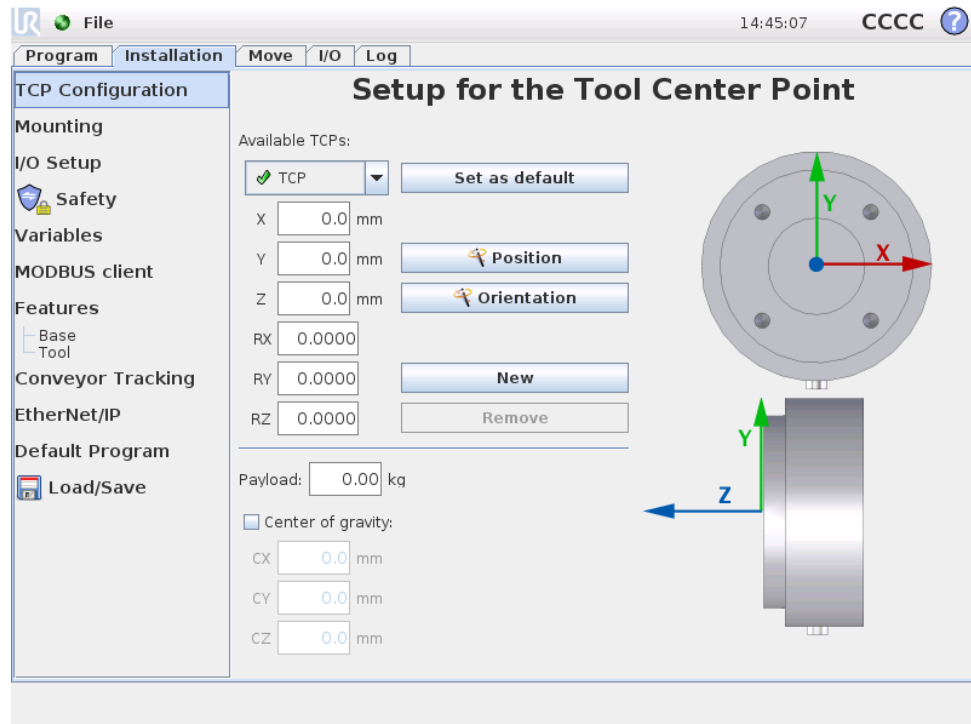 UR File 14:45:07 CCCC ?
Program Installation Move I/O Log
TCP Configuration
Mounting
I/O Setup
Safety
Variables
MODBUS client
Features
Base
Tool
Conveyor Tracking
EtherNet/IP
Default Program
Load/Save
Setup for the Tool Center Point
Available TCPs:
TCP Set as default
X 0.0 mm
Y 0.0 mm Position
Z 0.0 mm Orientation
RX 0.0000
RY 0.0000 New
RZ 0.0000 Remove
Payload: 0.00 kg
Center of gravity:
CX 0.0 mm
CY 0.0 mm
CZ 0.0 mm
Y
X
Y
Z